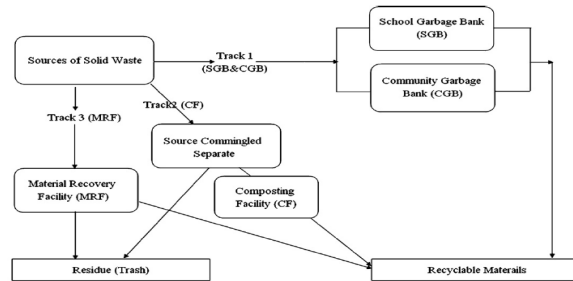 School Garbage Bank
(SGB)
Sources of Solid Waste
Track 1
(SGB&CGB)
Community Garbage
Bank (CGB)
Track2 (CF)
Track 3 (MRF)
Source Commingled
Separate
Material Recovery
Facility (MRF)
Composting
Facility (CF)
Residue (Trash)
Recyclable Materails